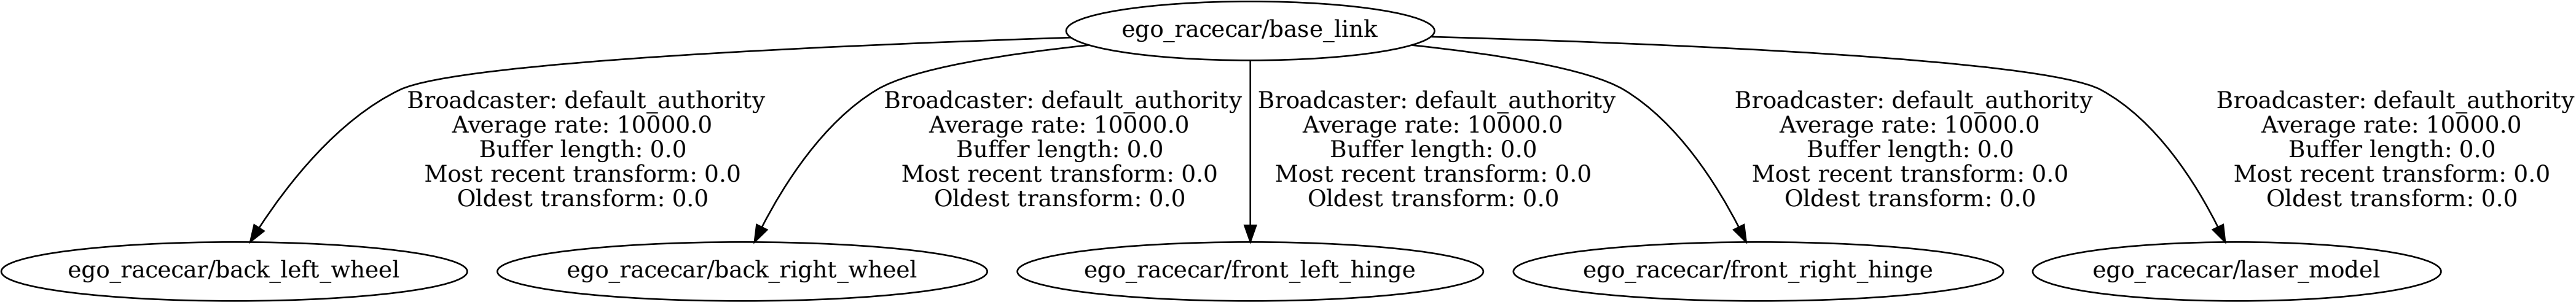 ego_racecar/base_link
Broadcaster: default_authority
Average rate: 10000.0
Buffer length: 0.0
Most recent transform: 0.0
Oldest transform: 0.0
Broadcaster: default_authority
Average rate: 10000.0
Buffer length: 0.0
Most recent transform: 0.0
Oldest transform: 0.0
Broadcaster: default_authority
Average rate: 10000.0
Buffer length: 0.0
Most recent transform: 0.0
Oldest transform: 0.0
Broadcaster: default_authority
Average rate: 10000.0
Buffer length: 0.0
Most recent transform: 0.0
Oldest transform: 0.0
Broadcaster: default_authority
Average rate: 10000.0
Buffer length: 0.0
Most recent transform: 0.0
Oldest transform: 0.0
ego_racecar/back_left_wheel
ego_racecar/back_right_wheel
ego_racecar/front_left_hinge
ego_racecar/front_right_hinge
ego_racecar/laser_model